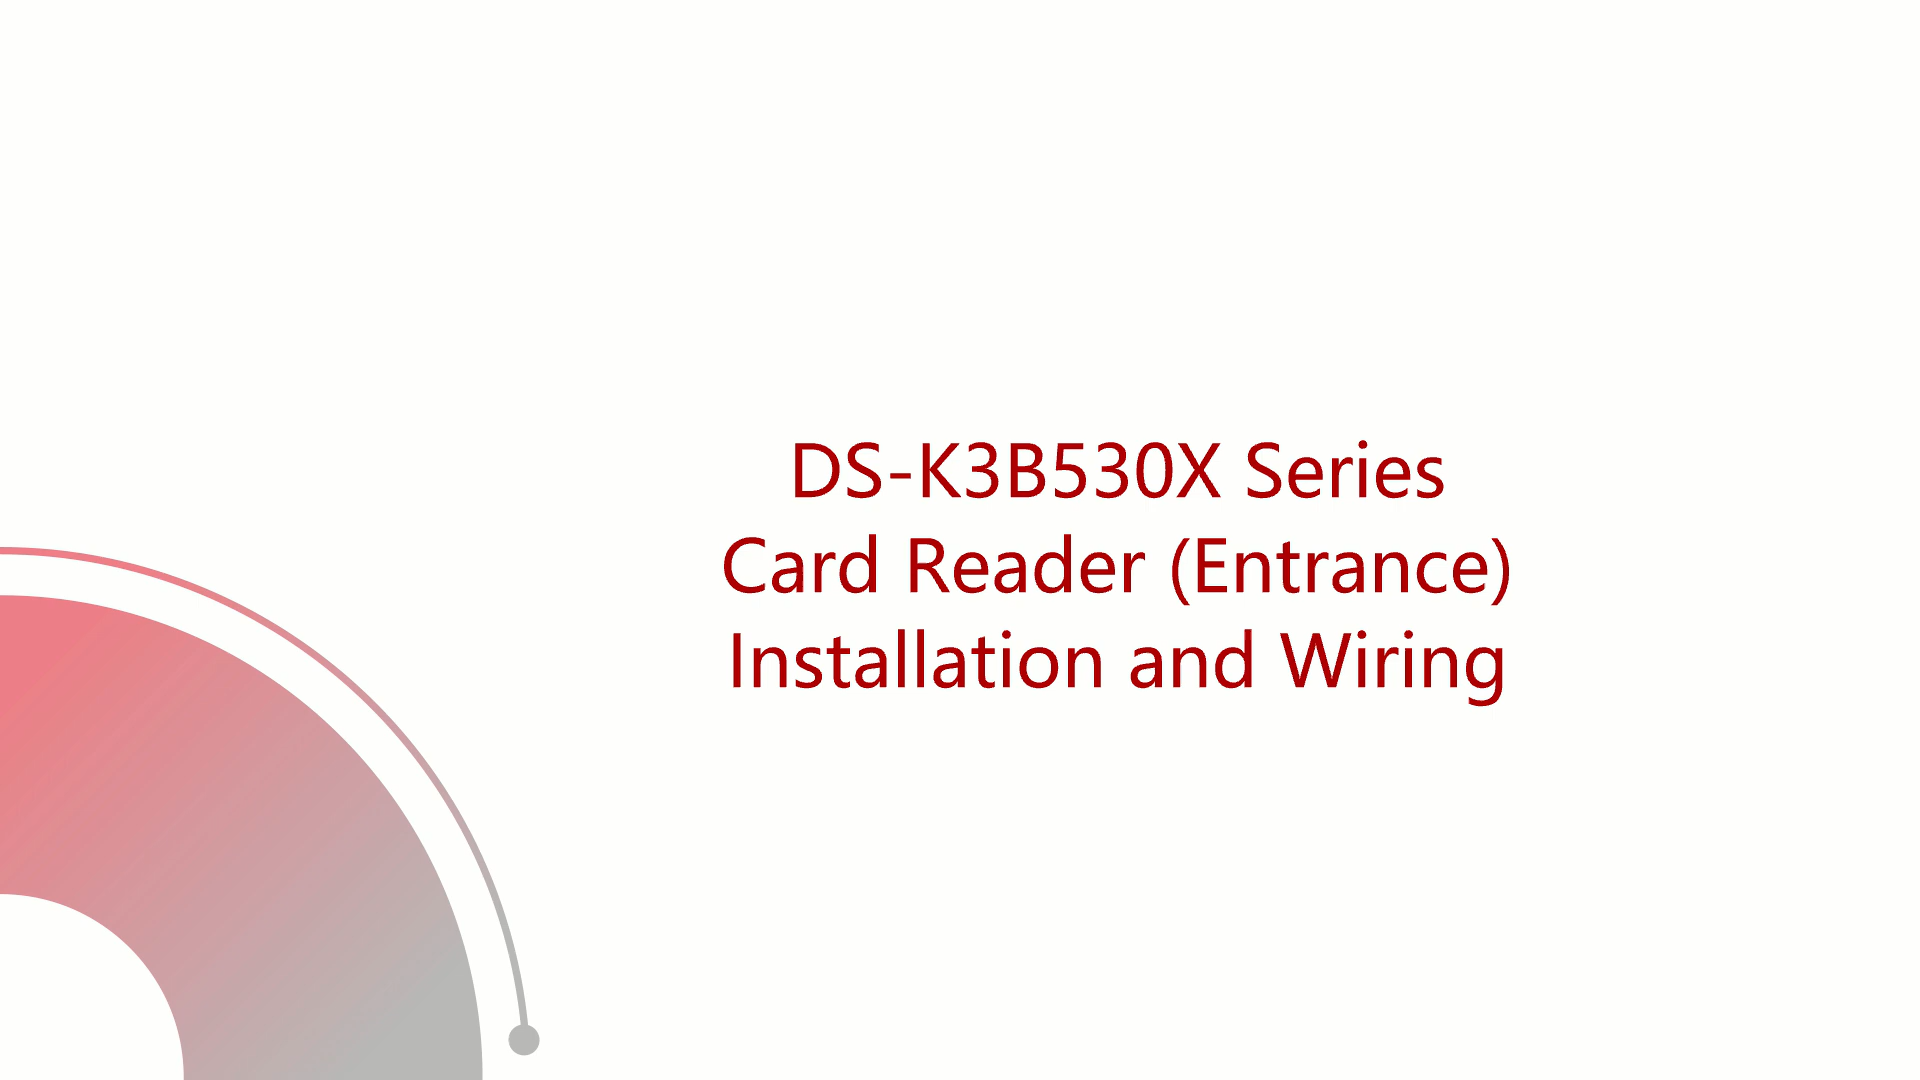 DS-K3B530X Series
Card Reader (Entrance)
Installation and Wiring